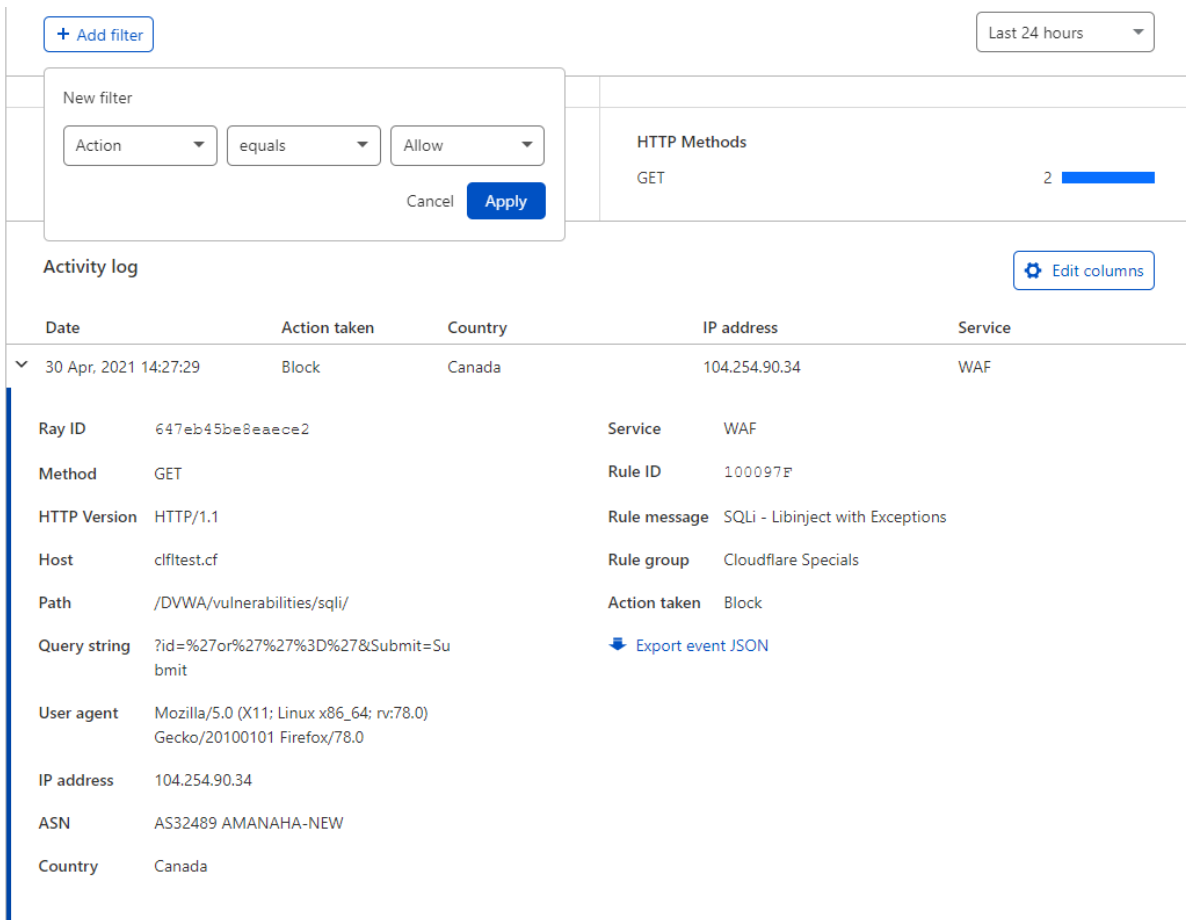 + Add filter
Last 24 hours
New filter
Action equals Allow
Cancel Apply
HTTP Methods
GET 2
Activity log
Edit columns
Date Action taken Country IP address Service
30 Apr, 2021 14:27:29 Block Canada 104.254.90.34 WAF
Ray ID 647eb45be8eaece2
Method GET
HTTP Version HTTP/1.1
Host clfltest.cf
Path /DVWA/vulnerabilities/sqli/
Query string ?id=%27or%27%27%3D%27&Submit=Su
bmit
User agent Mozilla/5.0 (X11; Linux x86_64; rv:78.0)
Gecko/20100101 Firefox/78.0
IP address 104.254.90.34
ASN AS32489 AMANAHA-NEW
Country Canada
Service WAF
Rule ID 100097F
Rule message SQLi - Libinject with Exceptions
Rule group Cloudflare Specials
Action taken Block
Export event JSON